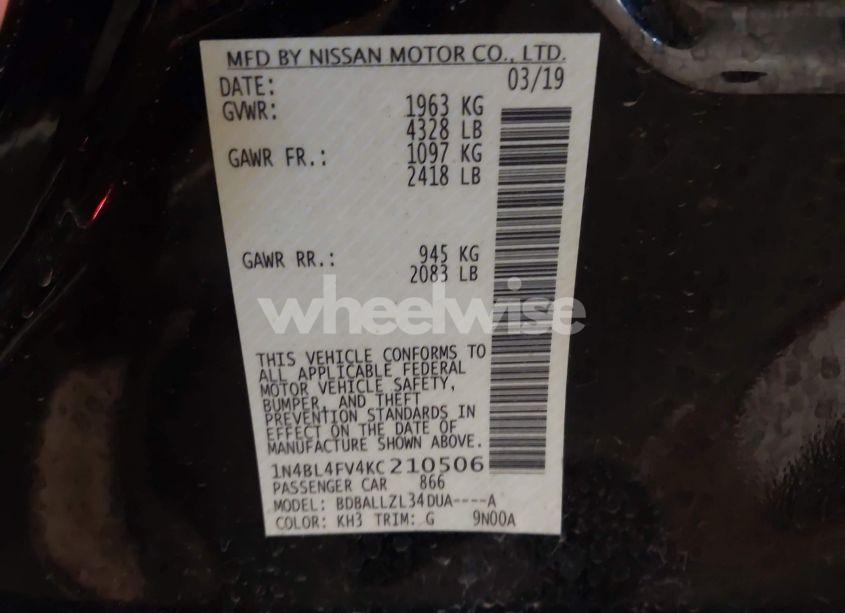 MFD BY NISSAN MOTOR CO., LTD.
DATE: 03/19
GVWR: 1963 KG
4328 LB
GAWR FR.: 1097 KG
2418 LB
GAWR RR.: 945 KG
2083 LB
wheelwise
THIS VEHICLE CONFORMS TO
ALL APPLICABLE FEDERAL
MOTOR VEHICLE SAFETY,
BUMPER, AND THEFT
PREVENTION STANDARDS IN
EFFECT ON THE DATE OF
MANUFACTURE SHOWN ABOVE.
1N4BL4FV4KC210506
PASSENGER CAR 866
MODEL: BDBALLZL34DUA----A
COLOR: KH3 TRIM: G 9N00A